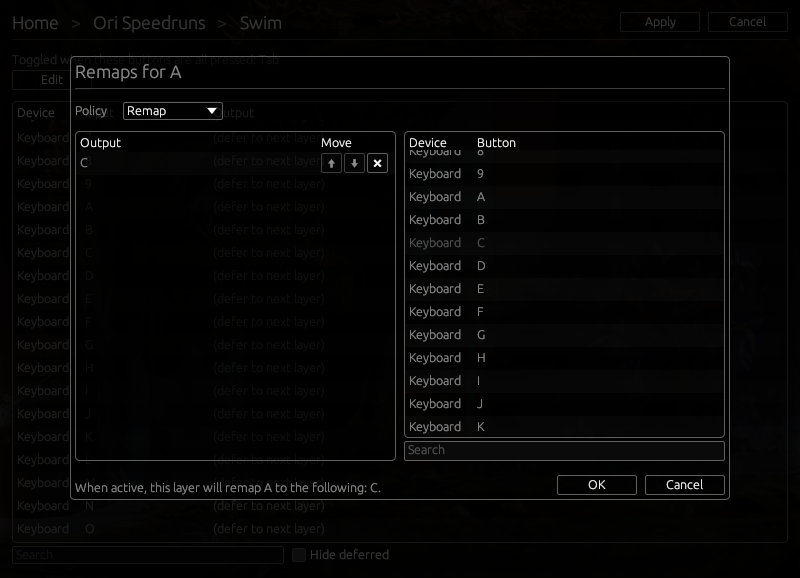 Home > Ori Speedruns > Swim
Apply Cancel
Toggled when these buttons are all pressed: Tab
Edit
Remaps for A
Policy Remap
Device
Output Move
C
Device Button
Keyboard 8
Keyboard 9
Keyboard A
Keyboard B
Keyboard C
Keyboard D
Keyboard E
Keyboard F
Keyboard G
Keyboard H
Keyboard I
Keyboard J
Keyboard K
Search
When active, this layer will remap A to the following: C.
OK Cancel
Keyboard (defer to next layer)
Keyboard (defer to next layer)
Keyboard 9 (defer to next layer)
Keyboard A (defer to next layer)
Keyboard B (defer to next layer)
Keyboard C (defer to next layer)
Keyboard D (defer to next layer)
Keyboard E (defer to next layer)
Keyboard F (defer to next layer)
Keyboard G (defer to next layer)
Keyboard H (defer to next layer)
Keyboard I (defer to next layer)
Keyboard J (defer to next layer)
Keyboard K (defer to next layer)
Keyboard L (defer to next layer)
Keyboard
Keyboard N (defer to next layer)
Keyboard O (defer to next layer)
Search
Hide deferred